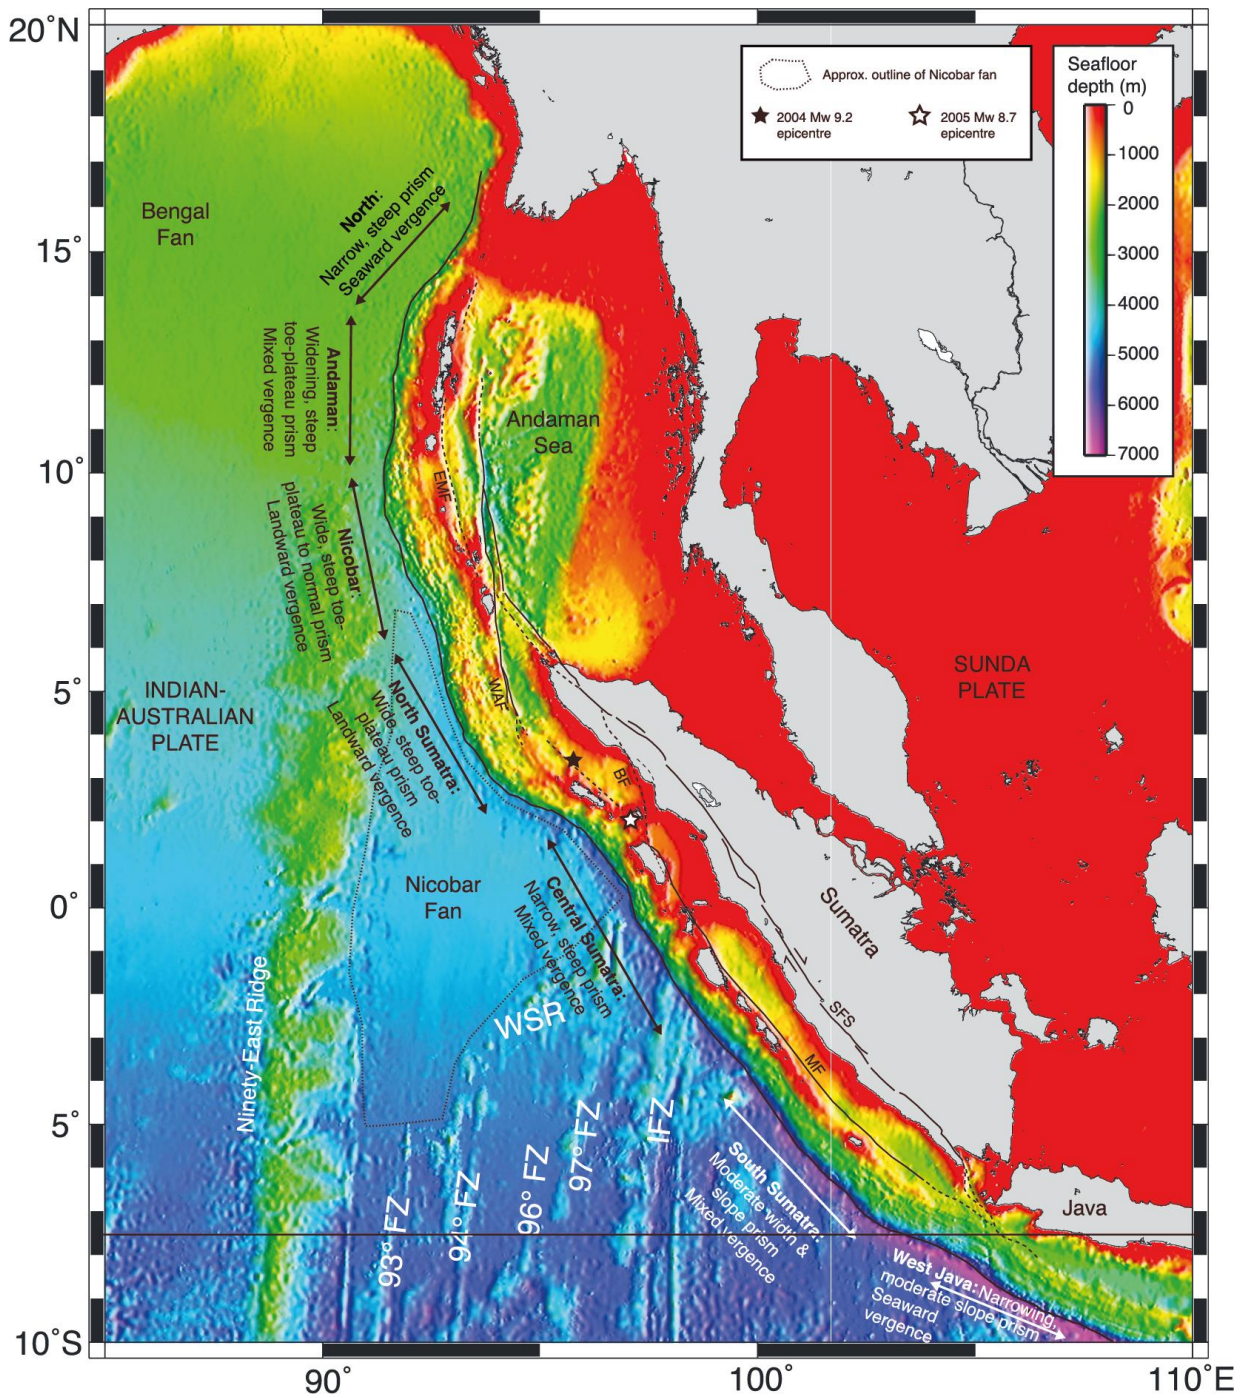 20˚N
15˚
10˚
5˚
0˚
5˚
10˚S
90˚
100˚
110˚E
Approx. outline of Nicobar fan
2004 Mw 9.2
epicentre
2005 Mw 8.7
epicentre
Seafloor
depth (m)
0
1000
2000
3000
4000
5000
6000
7000
Bengal
Fan
North:
Narrow, steep prism
Seaward vergence
Andaman:
Widening, steep
toe-plateau prism
Mixed vergence
Andaman
Sea
EMF
Nicobar:
Wide, steep toe-
plateau to normal prism
Landward vergence
INDIAN-
AUSTRALIAN
PLATE
SUNDA
PLATE
WAF
North Sumatra:
Wide, steep toe-
plateau prism
Landward vergence
BF
Nicobar
Fan
Central Sumatra:
Narrow, steep prism
Mixed vergence
Sumatra
SFS
MF
WSR
Ninety-East Ridge
93° FZ
94° FZ
96° FZ
97° FZ
IFZ
South Sumatra:
Moderate width &
slope prism
Mixed vergence
Java
West Java: Narrowing,
moderate slope prism
Seaward
vergence